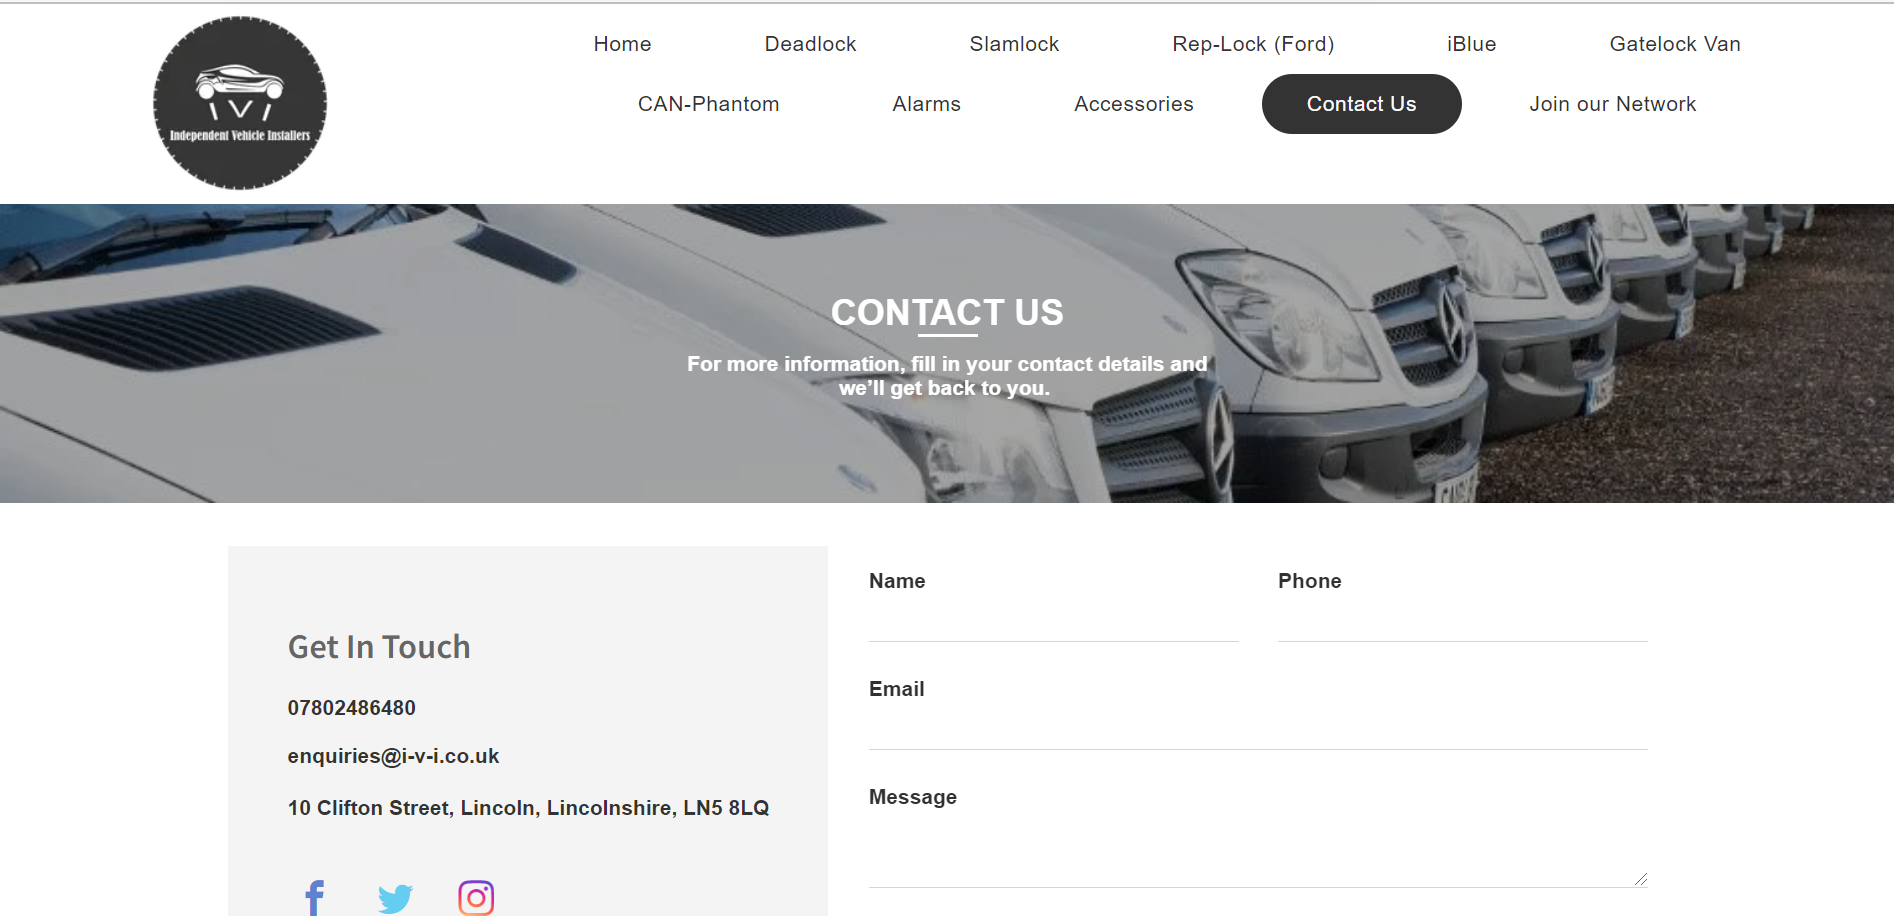 IVI
Independent Vehicle Installers
Home
Deadlock
Slamlock
Rep-Lock (Ford)
iBlue
Gatelock Van
CAN-Phantom
Alarms
Accessories
Contact Us
Join our Network
CONTACT US
For more information, fill in your contact details and
we’ll get back to you.
Get In Touch
07802486480
enquiries@i-v-i.co.uk
10 Clifton Street, Lincoln, Lincolnshire, LN5 8LQ
Name
Phone
Email
Message